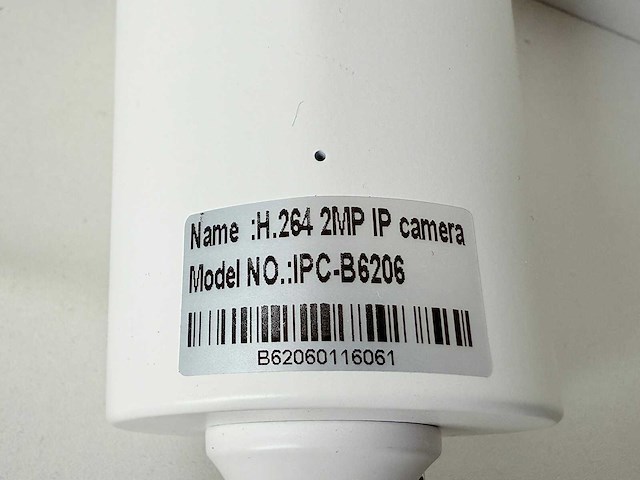 Name :H.264 2MP IP camera
Model NO.:IPC-B6206
B62060116061